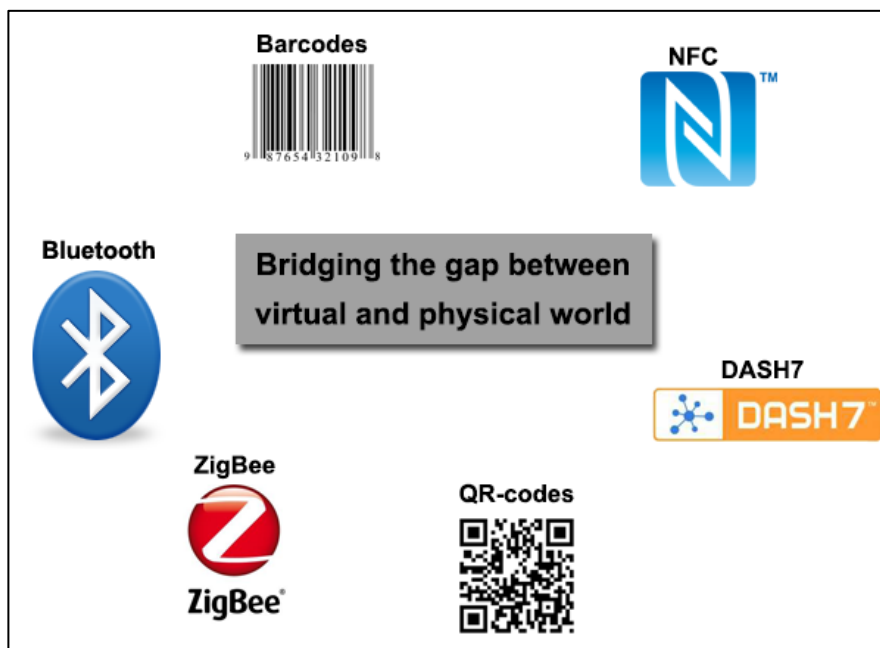 Barcodes
9 87654 32109 8
NFC
TM
Bluetooth
Bridging the gap between
virtual and physical world
DASH7
DASH7™
ZigBee
ZigBee®
QR-codes